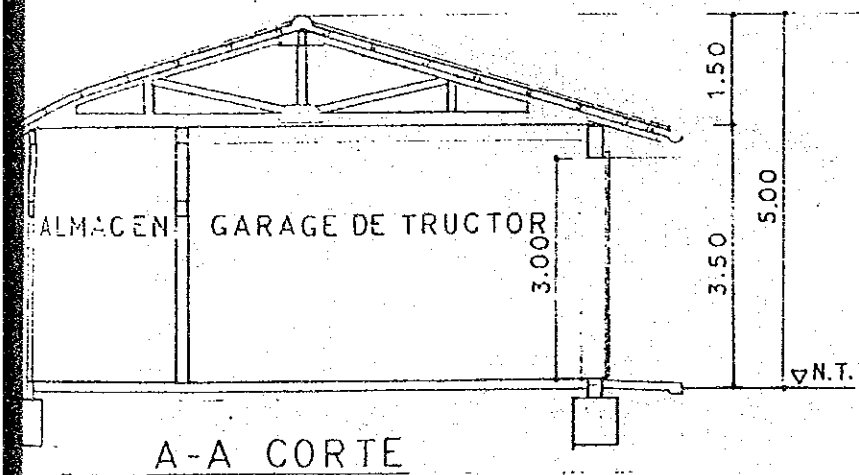 1.50
5.00
ALMACEN GARAGE DE TRUCTOR
3.00
3.50
N.T.
A-A CORTE